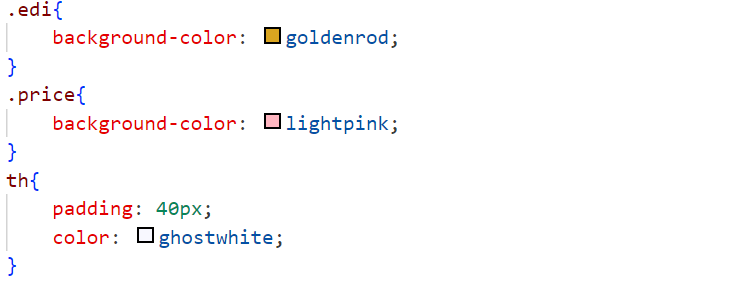 .edi{
    background-color: goldenrod;
}
.price{
    background-color: lightpink;
}
th{
    padding: 40px;
    color: ghostwhite;
}